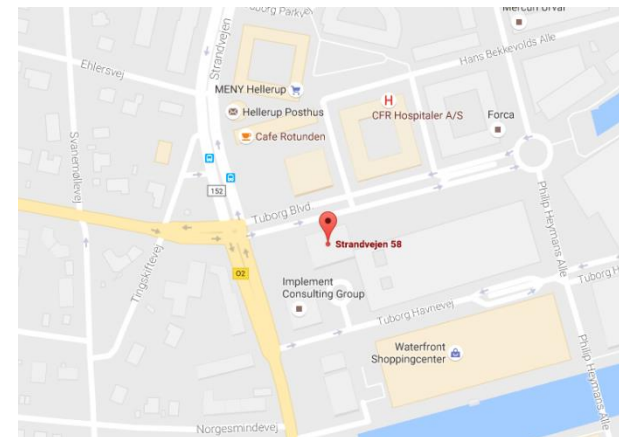 Tuborg Parkvej
Mercuri Urval
Strandvejen
Hans Bekkevolds Alle
Ehlersvej
MENY Hellerup
H
Hellerup Posthus
CFR Hospitaler A/S
Forca
Cafe Rotunden
Svanemøllevej
152
Tuborg Blvd
Philip Heymans Alle
Strandvejen 58
Tingskiftevej
O2
Implement
Consulting Group
Tuborg H
Tuborg Havnevej
Waterfront
Shoppingcenter
Philip Heymans Alle
Norgesmindevej